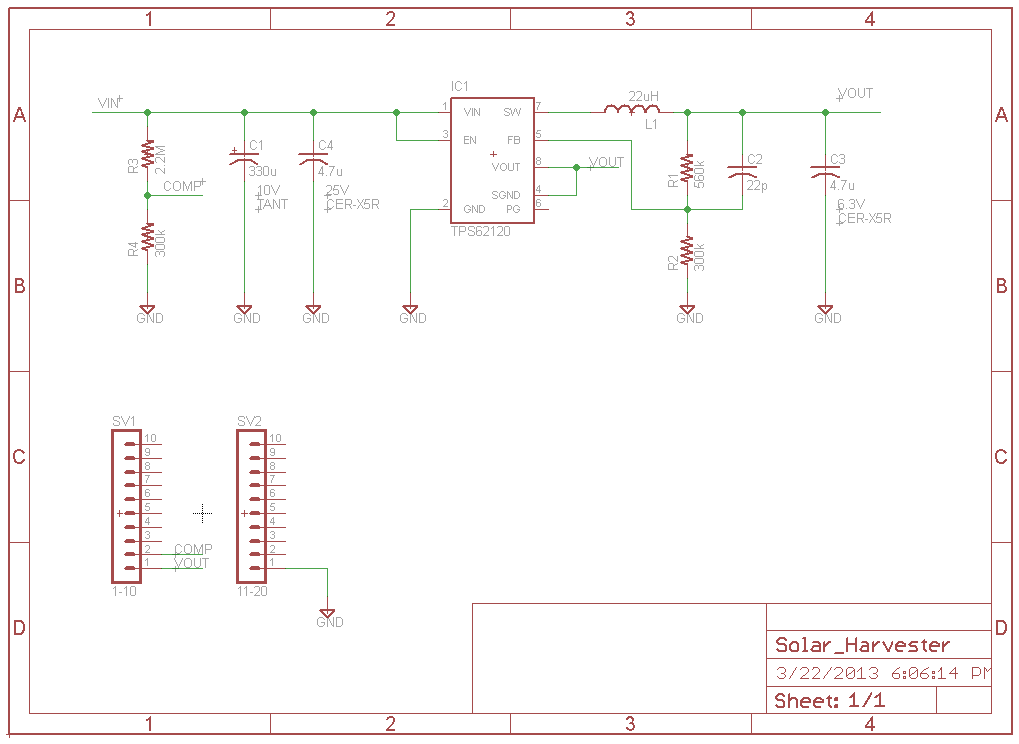 1 2 3 4
A A
B B
C C
D D
VIN
R3
2.2M
COMP
R4
300k
GND
C1
330u
10V
TANT
GND
C4
4.7u
25V
CER-X5R
GND
IC1
1 VIN SW 7
3 EN FB 5
VOUT 8
SGND 4
2 GND PG 6
TPS62120
GND
VOUT
22uH
L1
R1
560k
R2
300k
GND
C2
22p
VOUT
C3
4.7u
6.3V
CER-X5R
GND
SV1
10
9
8
7
6
5
4
3
2 COMP
1 VOUT
1-10
SV2
10
9
8
7
6
5
4
3
2
1
11-20
GND
Solar_Harvester
3/22/2013 6:06:14 PM
Sheet: 1/1
1 2 3 4